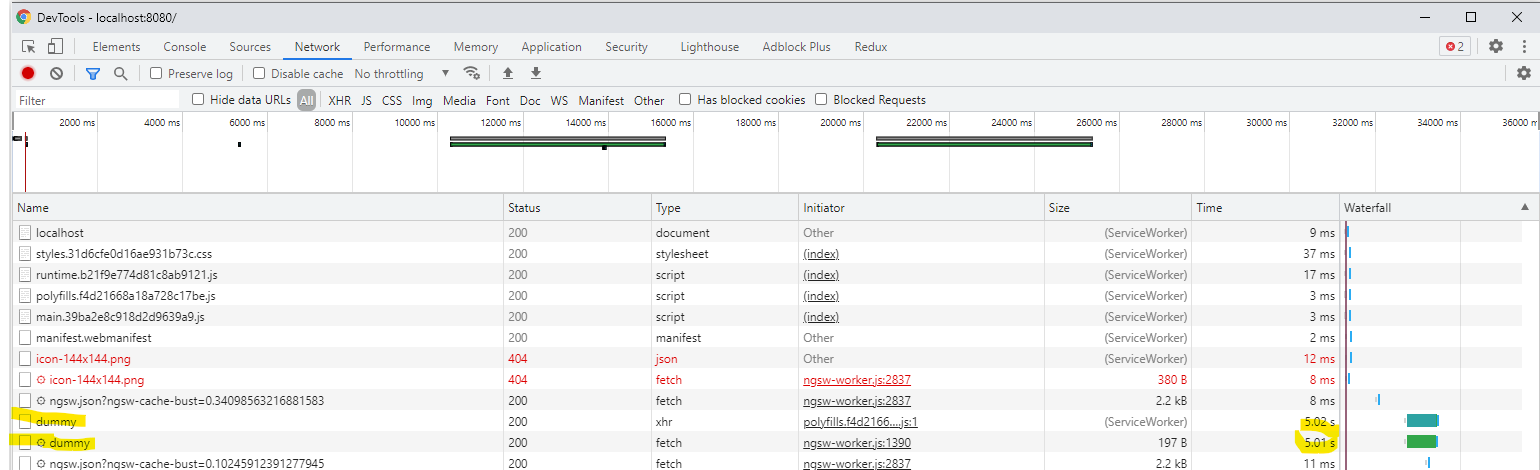 DevTools - localhost:8080/
Elements Console Sources Network Performance Memory Application Security Lighthouse Adblock Plus Redux 2
Preserve log Disable cache No throttling
Filter Hide data URLs All XHR JS CSS Img Media Font Doc WS Manifest Other Has blocked cookies Blocked Requests
2000 ms 4000 ms 6000 ms 8000 ms 10000 ms 12000 ms 14000 ms 16000 ms 18000 ms 20000 ms 22000 ms 24000 ms 26000 ms 28000 ms 30000 ms 32000 ms 34000 ms 36000 m
Name Status Type Initiator Size Time Waterfall
localhost 200 document Other (ServiceWorker) 9 ms
styles.31d6cfe0d16ae931b73c.css 200 stylesheet (index) (ServiceWorker) 37 ms
runtime.b21f9e774d81c8ab9121.js 200 script (index) (ServiceWorker) 17 ms
polyfills.f4d21668a18a728c17be.js 200 script (index) (ServiceWorker) 3 ms
main.39ba2e8c918d2d9639a9.js 200 script (index) (ServiceWorker) 3 ms
manifest.webmanifest 200 manifest Other (ServiceWorker) 2 ms
icon-144x144.png 404 json Other (ServiceWorker) 12 ms
icon-144x144.png 404 fetch ngsw-worker.js:2837 380 B 8 ms
ngsw.json?ngsw-cache-bust=0.34098563216881583 200 fetch ngsw-worker.js:2837 2.2 kB 8 ms
dummy 200 xhr polyfills.f4d2166....js:1 (ServiceWorker) 5.02 s
dummy 200 fetch ngsw-worker.js:1390 197 B 5.01 s
ngsw.json?ngsw-cache-bust=0.10245912391277945 200 fetch ngsw-worker.js:2837 2.2 kB 11 ms